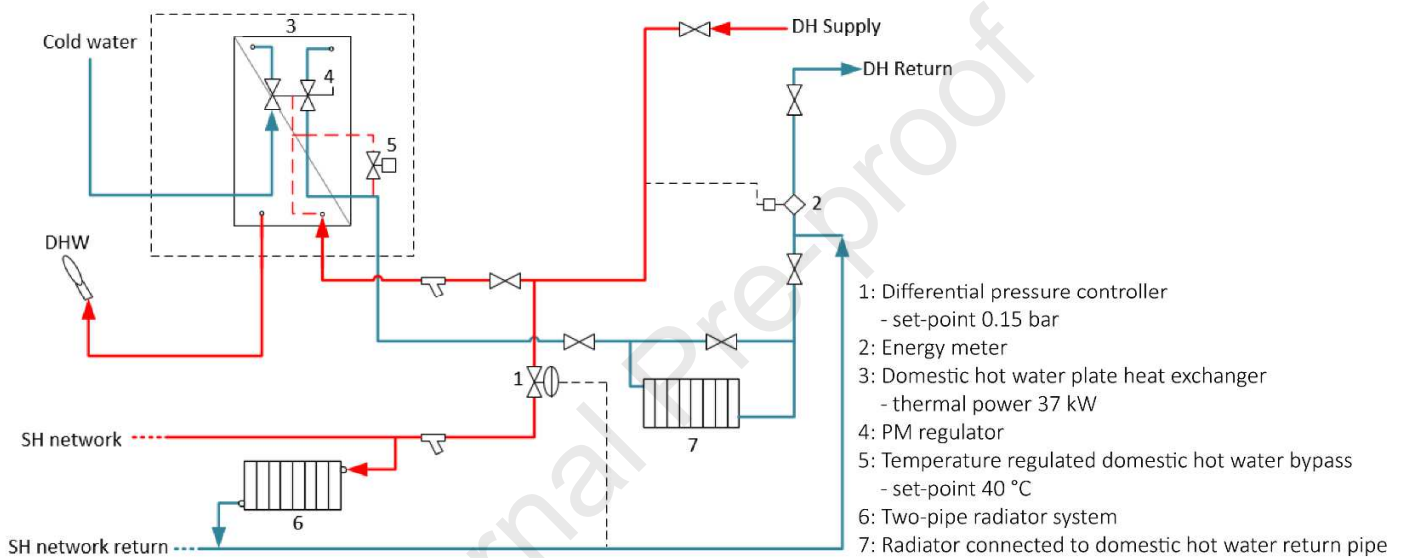 Cold water
3
DH Supply
DH Return
4
5
2
DHW
1
7
SH network
6
SH network return
1: Differential pressure controller
- set-point 0.15 bar
2: Energy meter
3: Domestic hot water plate heat exchanger
- thermal power 37 kW
4: PM regulator
5: Temperature regulated domestic hot water bypass
- set-point 40 °C
6: Two-pipe radiator system
7: Radiator connected to domestic hot water return pipe
rnal Pre-proof